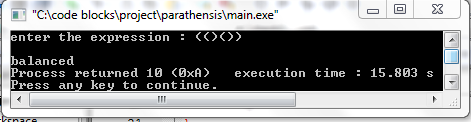 "C:\code blocks\project\parathensis\main.exe"
enter the expression : (()())
balanced
Process returned 10 (0xA)   execution time : 15.803 s
Press any key to continue.